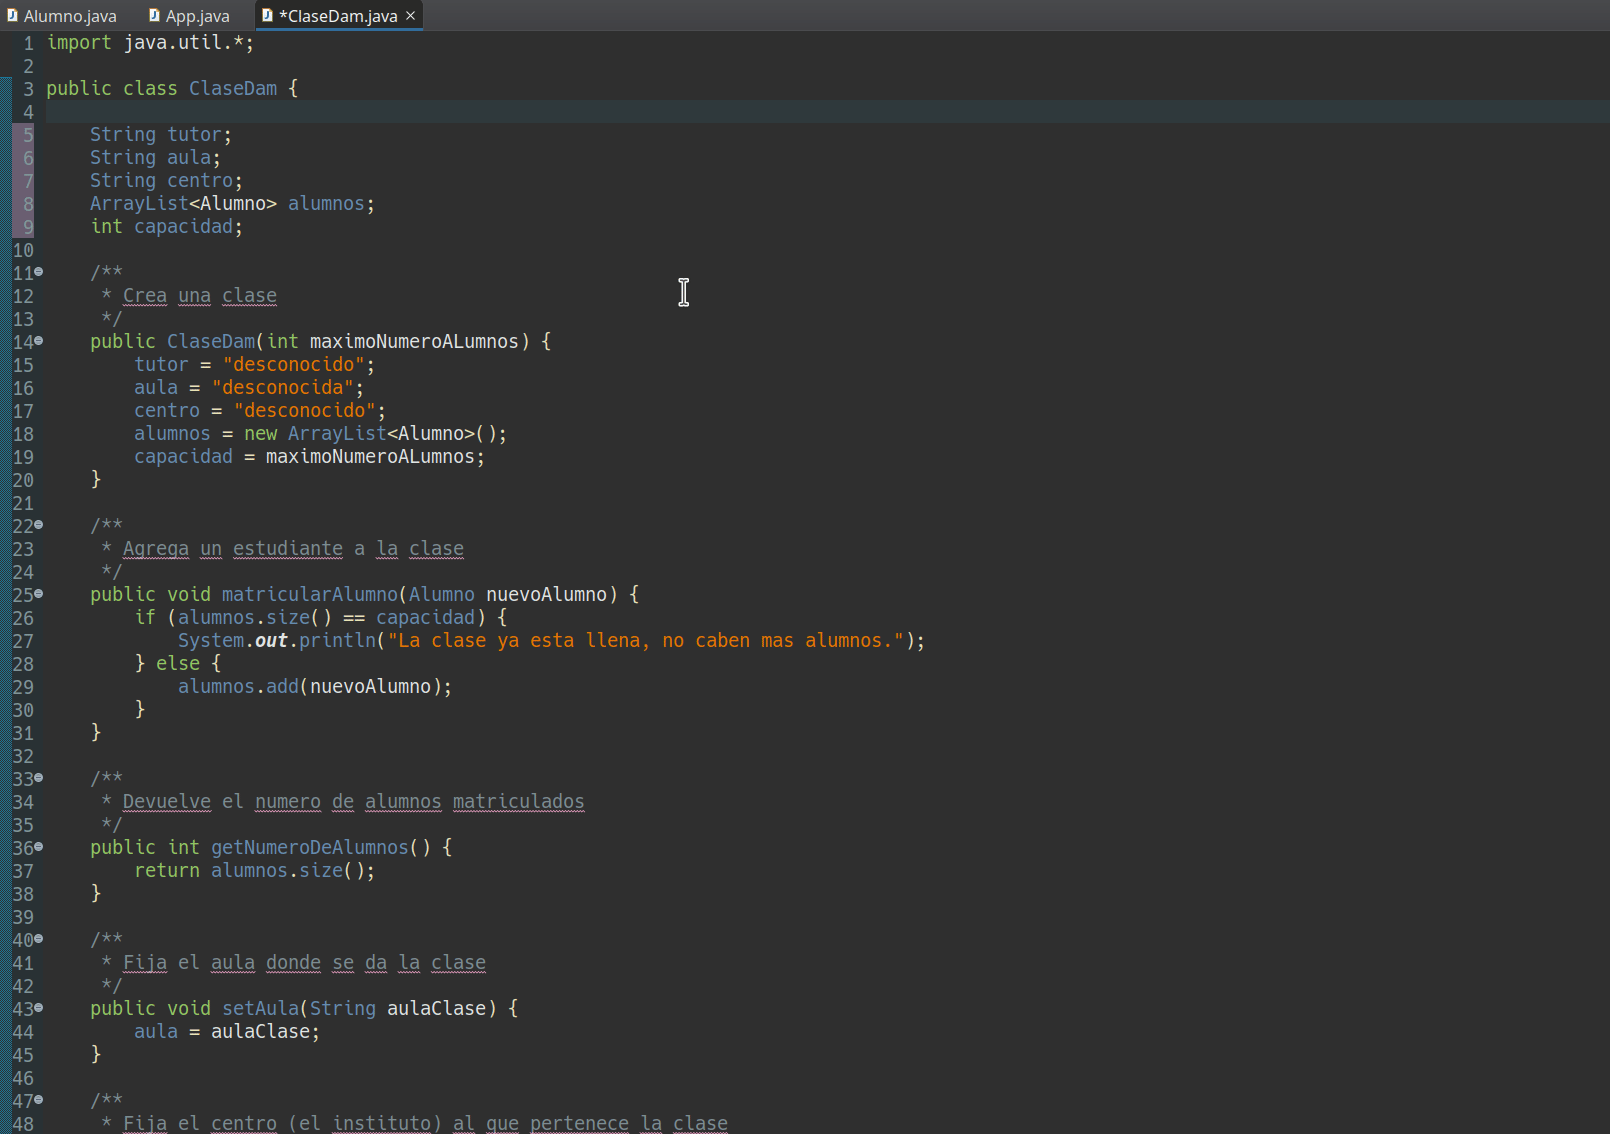 Alumno.java App.java *ClaseDam.java
1 import java.util.*;
2
3 public class ClaseDam {
4
5 String tutor;
6 String aula;
7 String centro;
8 ArrayList<Alumno> alumnos;
9 int capacidad;
10
11 /**
12 * Crea una clase
13 */
14 public ClaseDam(int maximoNumeroALumnos) {
15 tutor = "desconocido";
16 aula = "desconocida";
17 centro = "desconocido";
18 alumnos = new ArrayList<Alumno>();
19 capacidad = maximoNumeroALumnos;
20 }
21
22 /**
23 * Agrega un estudiante a la clase
24 */
25 public void matricularAlumno(Alumno nuevoAlumno) {
26 if (alumnos.size() == capacidad) {
27 System.out.println("La clase ya esta llena, no caben mas alumnos.");
28 } else {
29 alumnos.add(nuevoAlumno);
30 }
31 }
32
33 /**
34 * Devuelve el numero de alumnos matriculados
35 */
36 public int getNumeroDeAlumnos() {
37 return alumnos.size();
38 }
39
40 /**
41 * Fija el aula donde se da la clase
42 */
43 public void setAula(String aulaClase) {
44 aula = aulaClase;
45 }
46
47 /**
48 * Fija el centro (el instituto) al que pertenece la clase